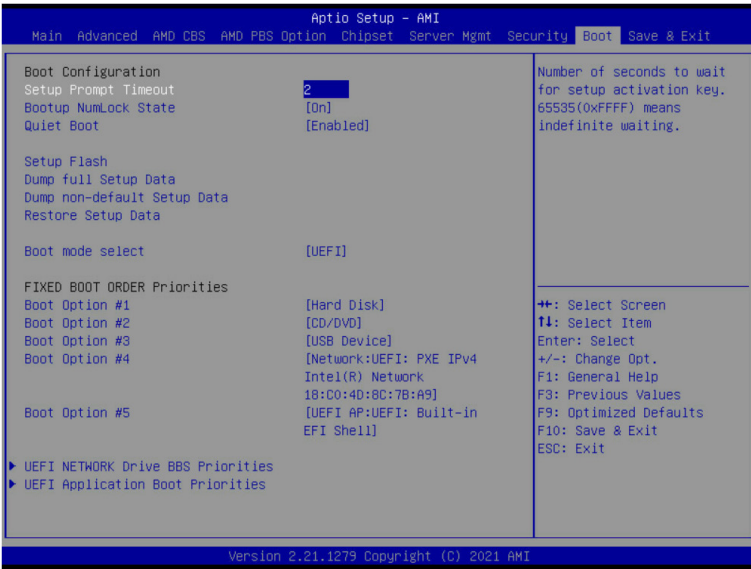 Aptio Setup – AMI
Main Advanced AMD CBS AMD PBS Option Chipset Server Mgmt Security Boot Save & Exit
Boot Configuration
Setup Prompt Timeout 2
Bootup NumLock State [On]
Quiet Boot [Enabled]
Setup Flash
Dump full Setup Data
Dump non-default Setup Data
Restore Setup Data
Boot mode select [UEFI]
FIXED BOOT ORDER Priorities
Boot Option #1 [Hard Disk]
Boot Option #2 [CD/DVD]
Boot Option #3 [USB Device]
Boot Option #4 [Network:UEFI: PXE IPv4
Intel(R) Network
18:C0:4D:8C:7B:A9]
Boot Option #5 [UEFI AP:UEFI: Built-in
EFI Shell]
UEFI NETWORK Drive BBS Priorities
UEFI Application Boot Priorities
Number of seconds to wait
for setup activation key.
65535(0xFFFF) means
indefinite waiting.
→←: Select Screen
↑↓: Select Item
Enter: Select
+/-: Change Opt.
F1: General Help
F3: Previous Values
F9: Optimized Defaults
F10: Save & Exit
ESC: Exit
Version 2.21.1279 Copyright (C) 2021 AMI